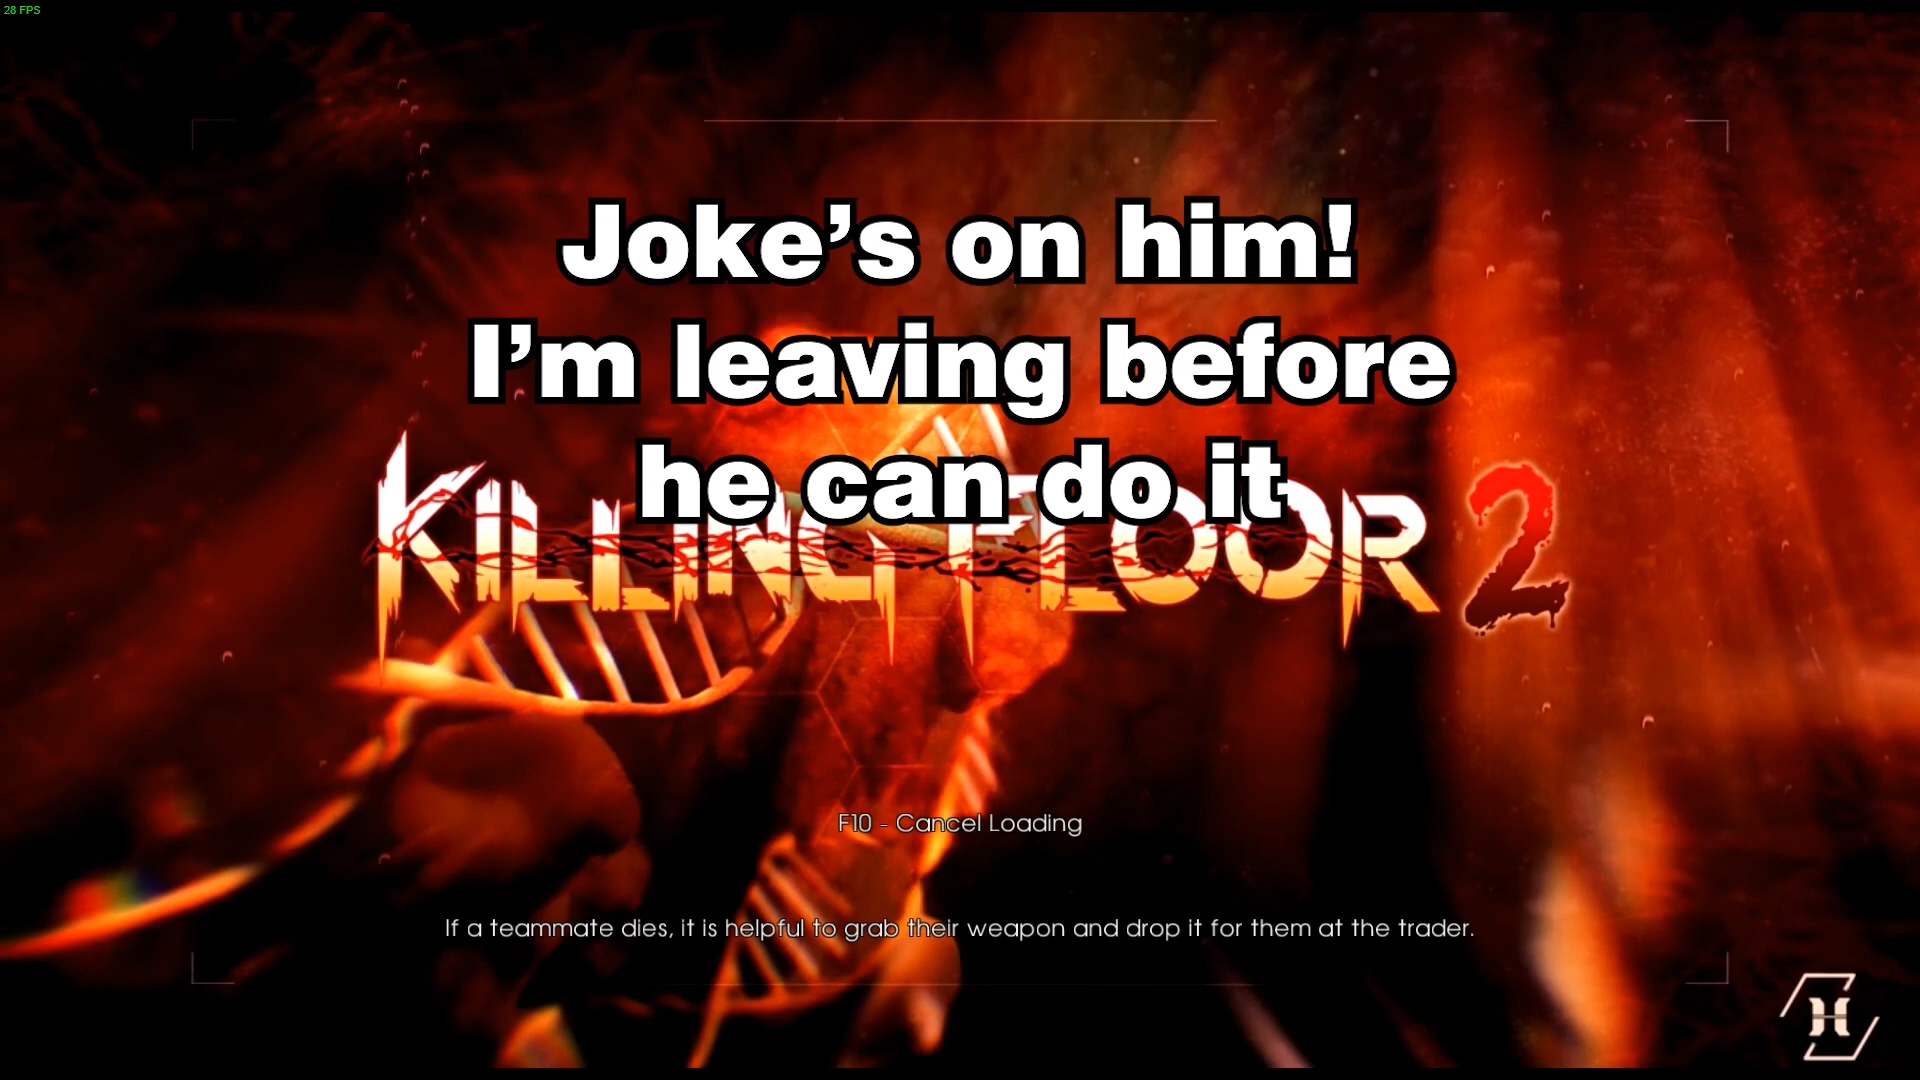 28 FPS
Joke's on him!
I'm leaving before
he can do it
KILLING FLOOR 2
F10 - Cancel Loading
If a teammate dies, it is helpful to grab their weapon and drop it for them at the trader.
H